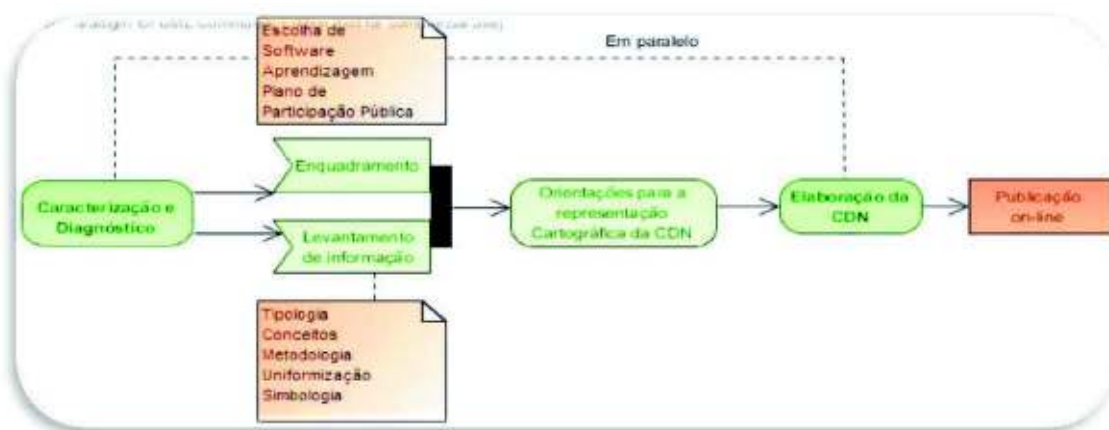 Escolha de
Software
Aprendizagem
Plano de
Participação Pública
Em paralelo
Enquadramento
Caracterização e
Diagnóstico
Levantamento
de informação
Orientações para a
representação
Cartográfica da CDN
Elaboração da
CDN
Publicação
on-line
Tipologia
Conceitos
Metodologia
Uniformização
Simbologia